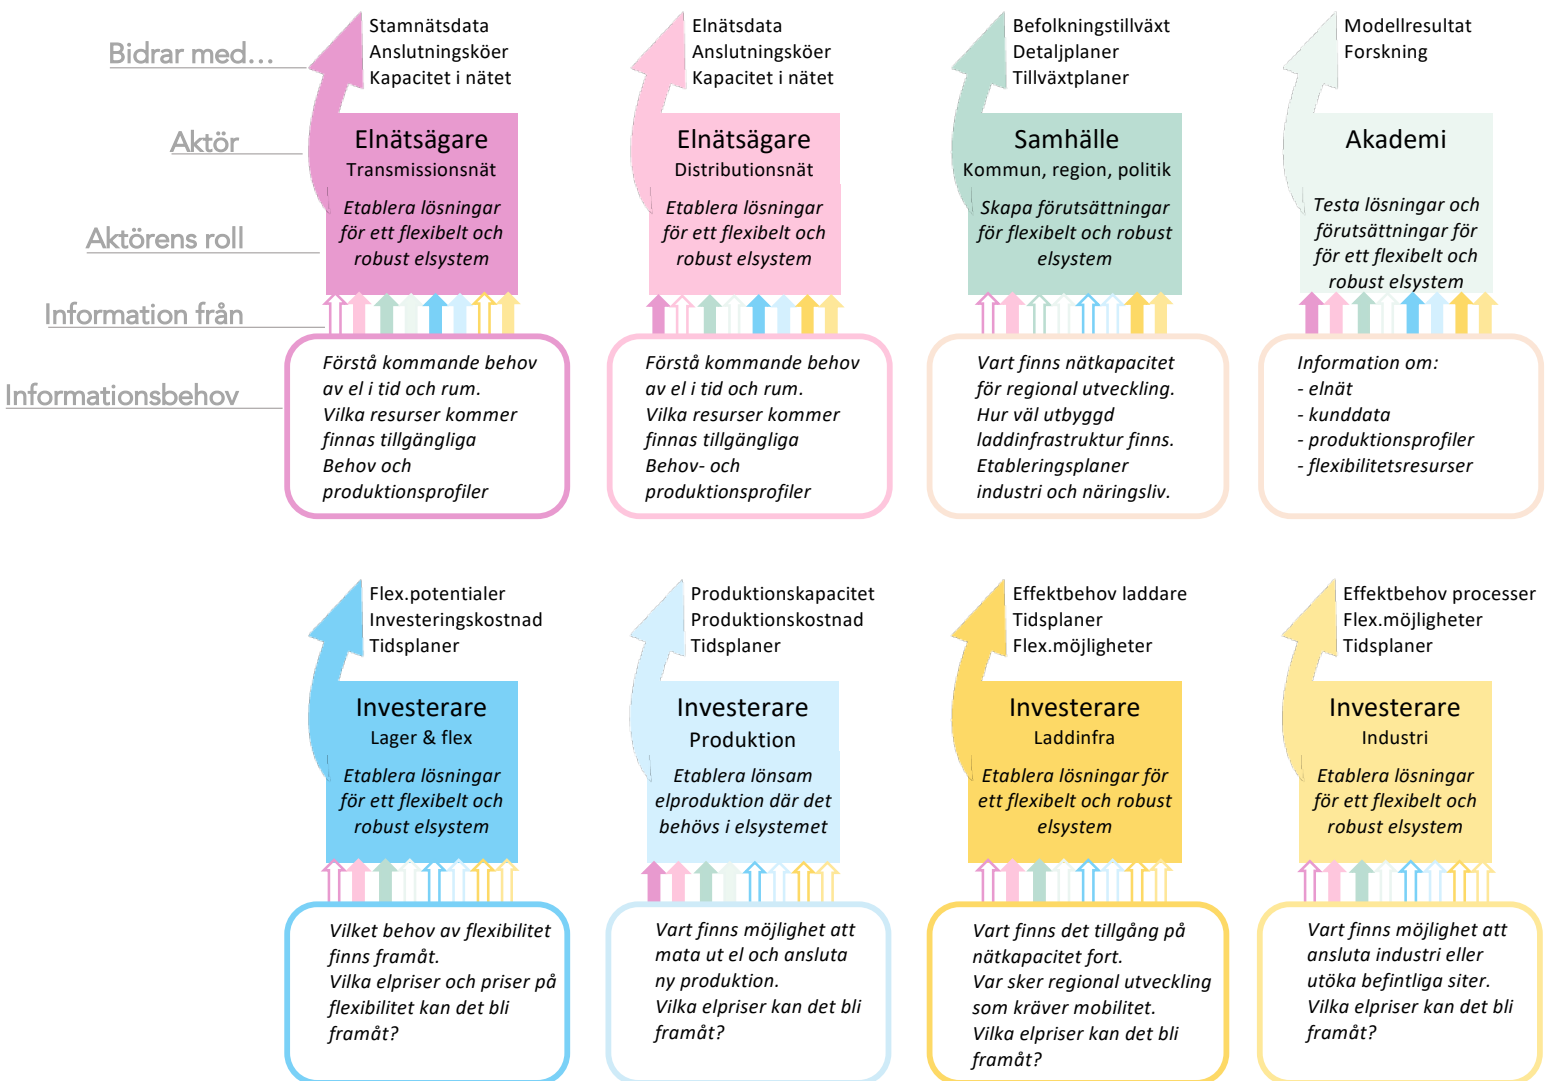 Bidrar med...
Aktör
Aktörens roll
Information från
Informationsbehov
Stamnätsdata
Anslutningsköer
Kapacitet i nätet
Elnätsägare
Transmissionsnät
Etablera lösningar
för ett flexibelt och
robust elsystem
Förstå kommande behov
av el i tid och rum.
Vilka resurser kommer
finnas tillgängliga
Behov och
produktionsprofiler
Elnätsdata
Anslutningsköer
Kapacitet i nätet
Elnätsägare
Distributionsnät
Etablera lösningar
för ett flexibelt och
robust elsystem
Förstå kommande behov
av el i tid och rum.
Vilka resurser kommer
finnas tillgängliga
Behov- och
produktionsprofiler
Befolkningstillväxt
Detaljplaner
Tillväxtplaner
Samhälle
Kommun, region, politik
Skapa förutsättningar
för flexibelt och robust
elsystem
Vart finns nätkapacitet
för regional utveckling.
Hur väl utbyggd
laddinfrastruktur finns.
Etableringsplaner
industri och näringsliv.
Modellresultat
Forskning
Akademi
Testa lösningar och
förutsättningar för
för ett flexibelt och
robust elsystem
Information om:
- elnät
- kunddata
- produktionsprofiler
- flexibilitetsresurser
Flex.potentialer
Investeringskostnad
Tidsplaner
Investerare
Lager & flex
Etablera lösningar
för ett flexibelt och
robust elsystem
Vilket behov av flexibilitet
finns framåt.
Vilka elpriser och priser på
flexibilitet kan det bli
framåt?
Produktionskapacitet
Produktionskostnad
Tidsplaner
Investerare
Produktion
Etablera lönsam
elproduktion där det
behövs i elsystemet
Vart finns möjlighet att
mata ut el och ansluta
ny produktion.
Vilka elpriser kan det bli
framåt?
Effektbehov laddare
Tidsplaner
Flex.möjligheter
Investerare
Laddinfra
Etablera lösningar för
ett flexibelt och robust
elsystem
Vart finns det tillgång på
nätkapacitet fort.
Var sker regional utveckling
som kräver mobilitet.
Vilka elpriser kan det bli
framåt?
Effektbehov processer
Flex.möjligheter
Tidsplaner
Investerare
Industri
Etablera lösningar
för ett flexibelt och
robust elsystem
Vart finns möjlighet att
ansluta industri eller
utöka befintliga siter.
Vilka elpriser kan det bli
framåt?